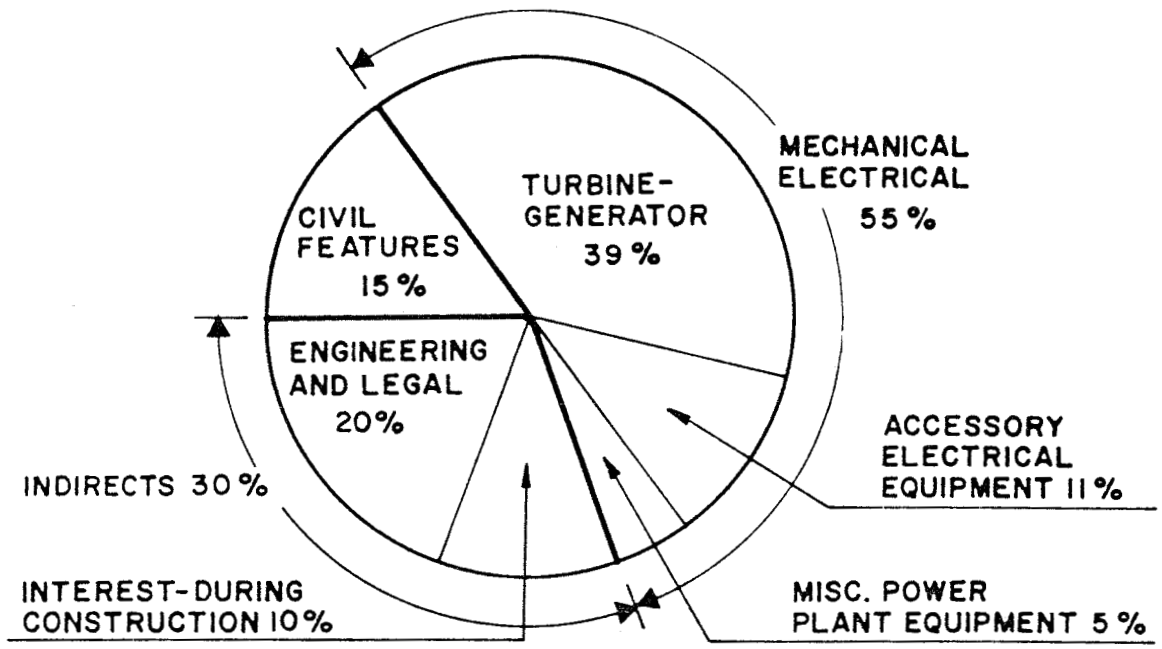 MECHANICAL
ELECTRICAL
55%
TURBINE-
GENERATOR
39%
CIVIL
FEATURES
15%
ENGINEERING
AND LEGAL
20%
ACCESSORY
ELECTRICAL
EQUIPMENT 11%
INDIRECTS 30%
INTEREST-DURING
CONSTRUCTION 10%
MISC. POWER
PLANT EQUIPMENT 5%